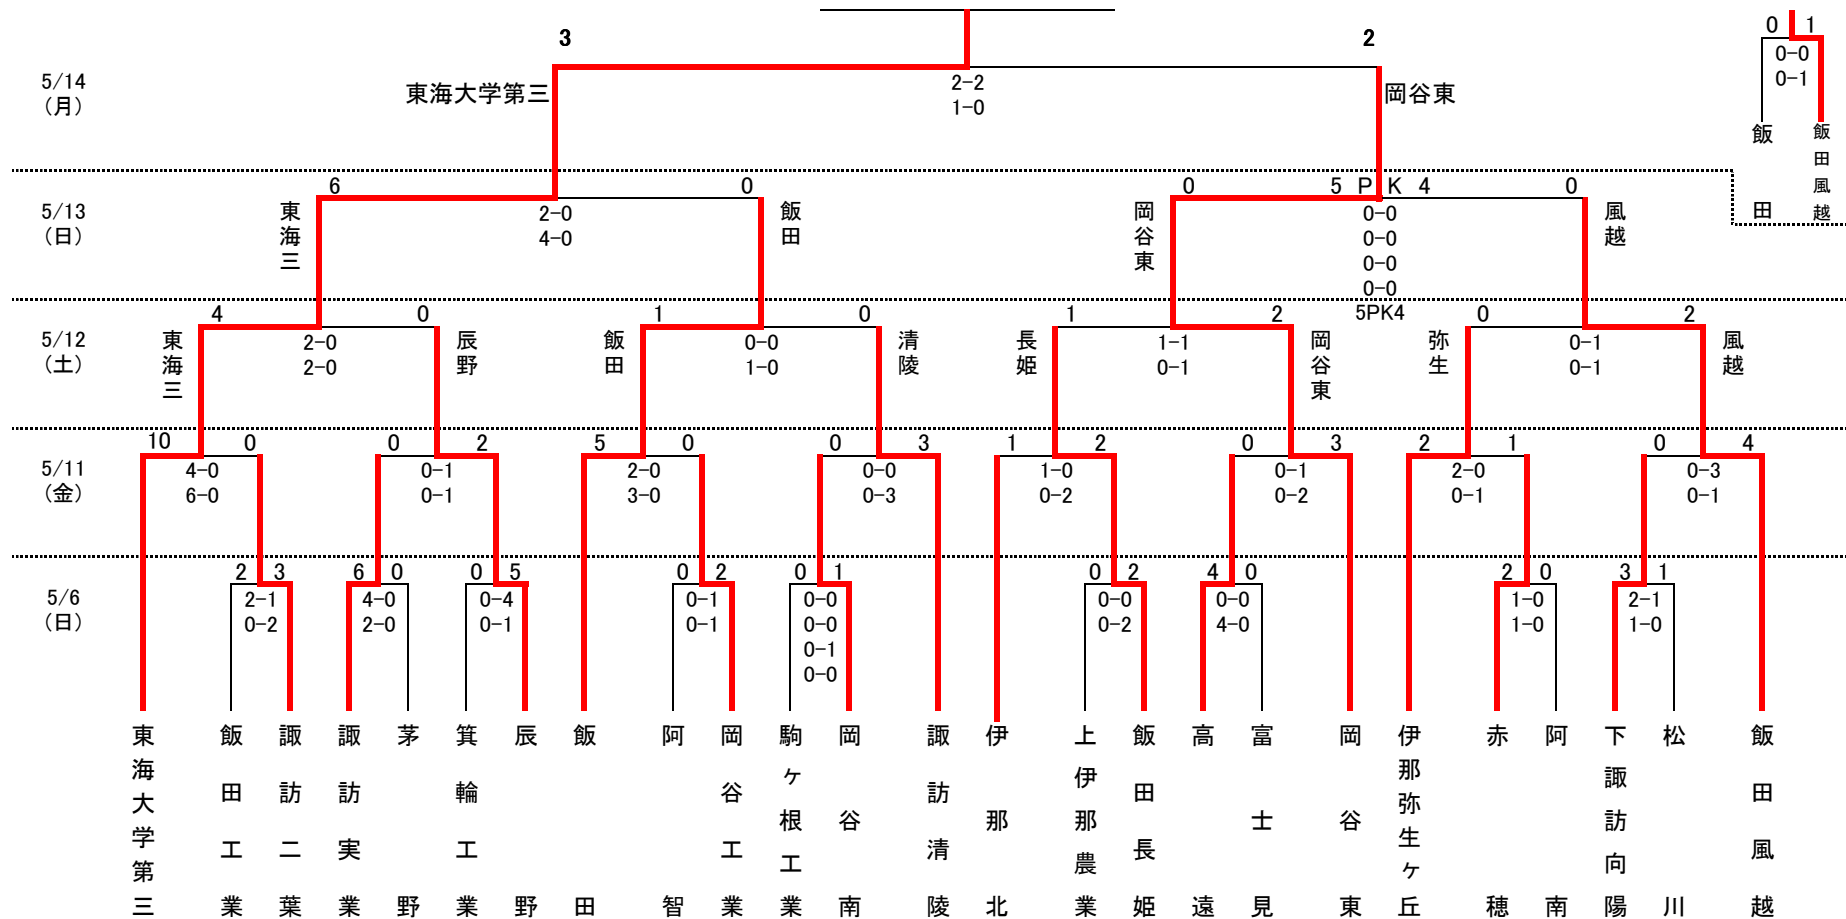 3
2
0 1
0-0
0-1
5/14
（月）
東海大学第三
2-2
1-0
岡谷東
飯田
飯田風越
6
0
0
5 P K 4
0
5/13
（日）
東海三
2-0
4-0
飯田
岡谷東
0-0
0-0
0-0
0-0
5PK4
風越
4
0
1
0
1
2
0
2
5/12
（土）
東海三
2-0
2-0
辰野
飯田
0-0
1-0
清陵
長姫
1-1
0-1
岡谷東
弥生
0-1
0-1
風越
10
0
0
2
5
0
0
3
1
2
0
3
2
1
0
4
5/11
（金）
4-0
6-0
0-1
0-1
2-0
3-0
0-0
0-3
1-0
0-2
0-1
0-2
2-0
0-1
0-3
0-1
2 3
6 0
0 5
0 2
0 1
0 2
4 0
2 0
3 1
5/6
（日）
2-1
0-2
4-0
2-0
0-4
0-1
0-1
0-1
0-0
0-0
0-1
0-0
0-0
0-2
0-0
4-0
1-0
1-0
2-1
1-0
東海大学第三
飯田工業
諏訪二葉
諏訪実業
茅野
箕輪工業
辰野
飯田
阿智
岡谷工業
駒ヶ根工業
岡谷南
諏訪清陵
伊那北
上伊那農業
飯田長姫
高遠
富士見
岡谷東
伊那弥生ヶ丘
赤穂
阿南
下諏訪向陽
松川
飯田風越